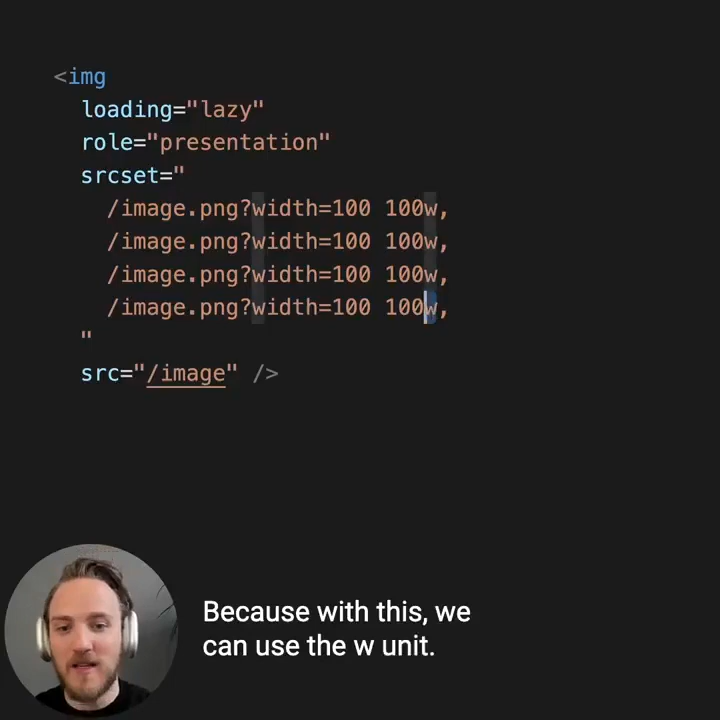 <img
loading="lazy"
role="presentation"
srcset="
/image.png?width=100 100w,
/image.png?width=100 100w,
/image.png?width=100 100w,
/image.png?width=100 100w,
"
src="/image" />
Because with this, we
can use the w unit.